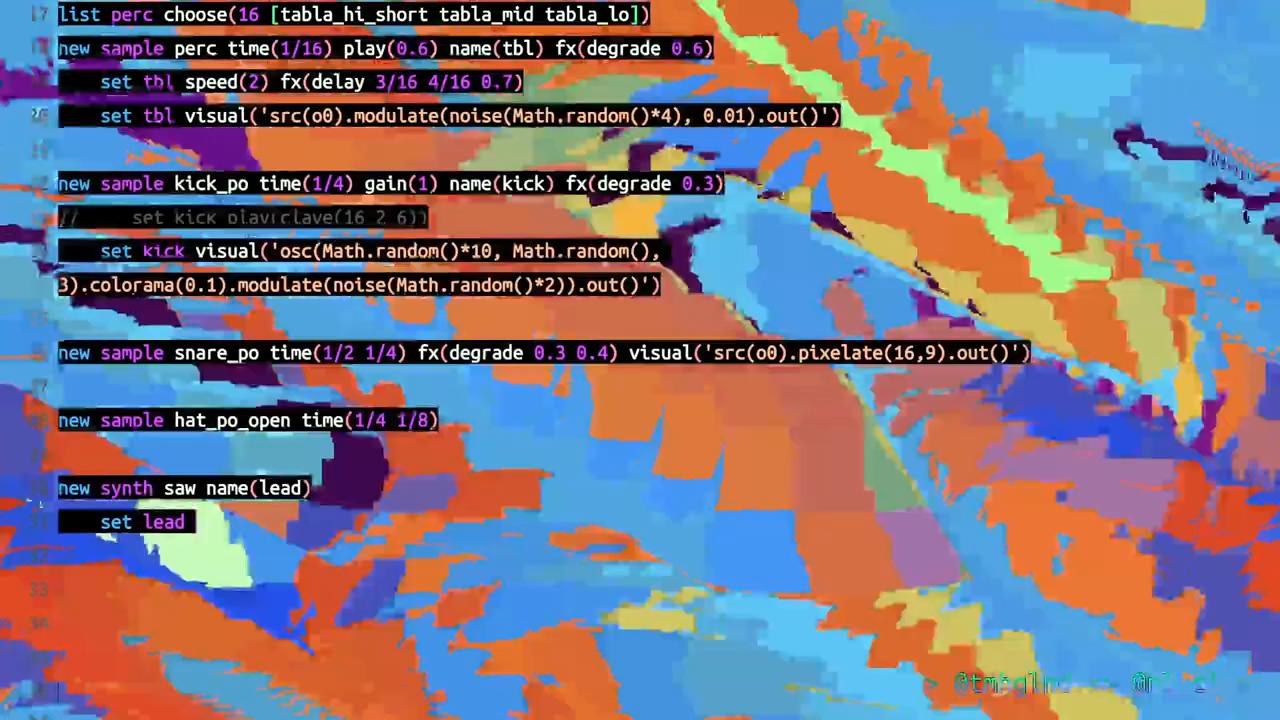 17 list perc choose(16 [tabla_hi_short tabla_mid tabla_lo])
new sample perc time(1/16) play(0.6) name(tbl) fx(degrade 0.6)
set tbl speed(2) fx(delay 3/16 4/16 0.7)
set tbl visual('src(o0).modulate(noise(Math.random()*4), 0.01).out()')
new sample kick_po time(1/4) gain(1) name(kick) fx(degrade 0.3)
// set kick play(clave(16 2 6))
set kick visual('osc(Math.random()*10, Math.random(),
3).colorama(0.1).modulate(noise(Math.random()*2)).out()')
new sample snare_po time(1/2 1/4) fx(degrade 0.3 0.4) visual('src(o0).pixelate(16,9).out()')
new sample hat_po_open time(1/4 1/8)
new synth saw name(lead)
set lead
33